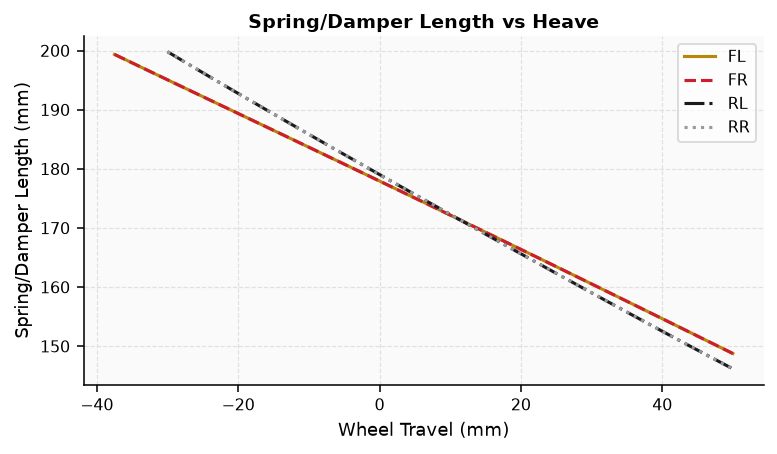 Spring/Damper Length vs Heave
Spring/Damper Length (mm)
200
190
180
170
160
150
−40
−20
0
20
40
Wheel Travel (mm)
FL
FR
RL
RR